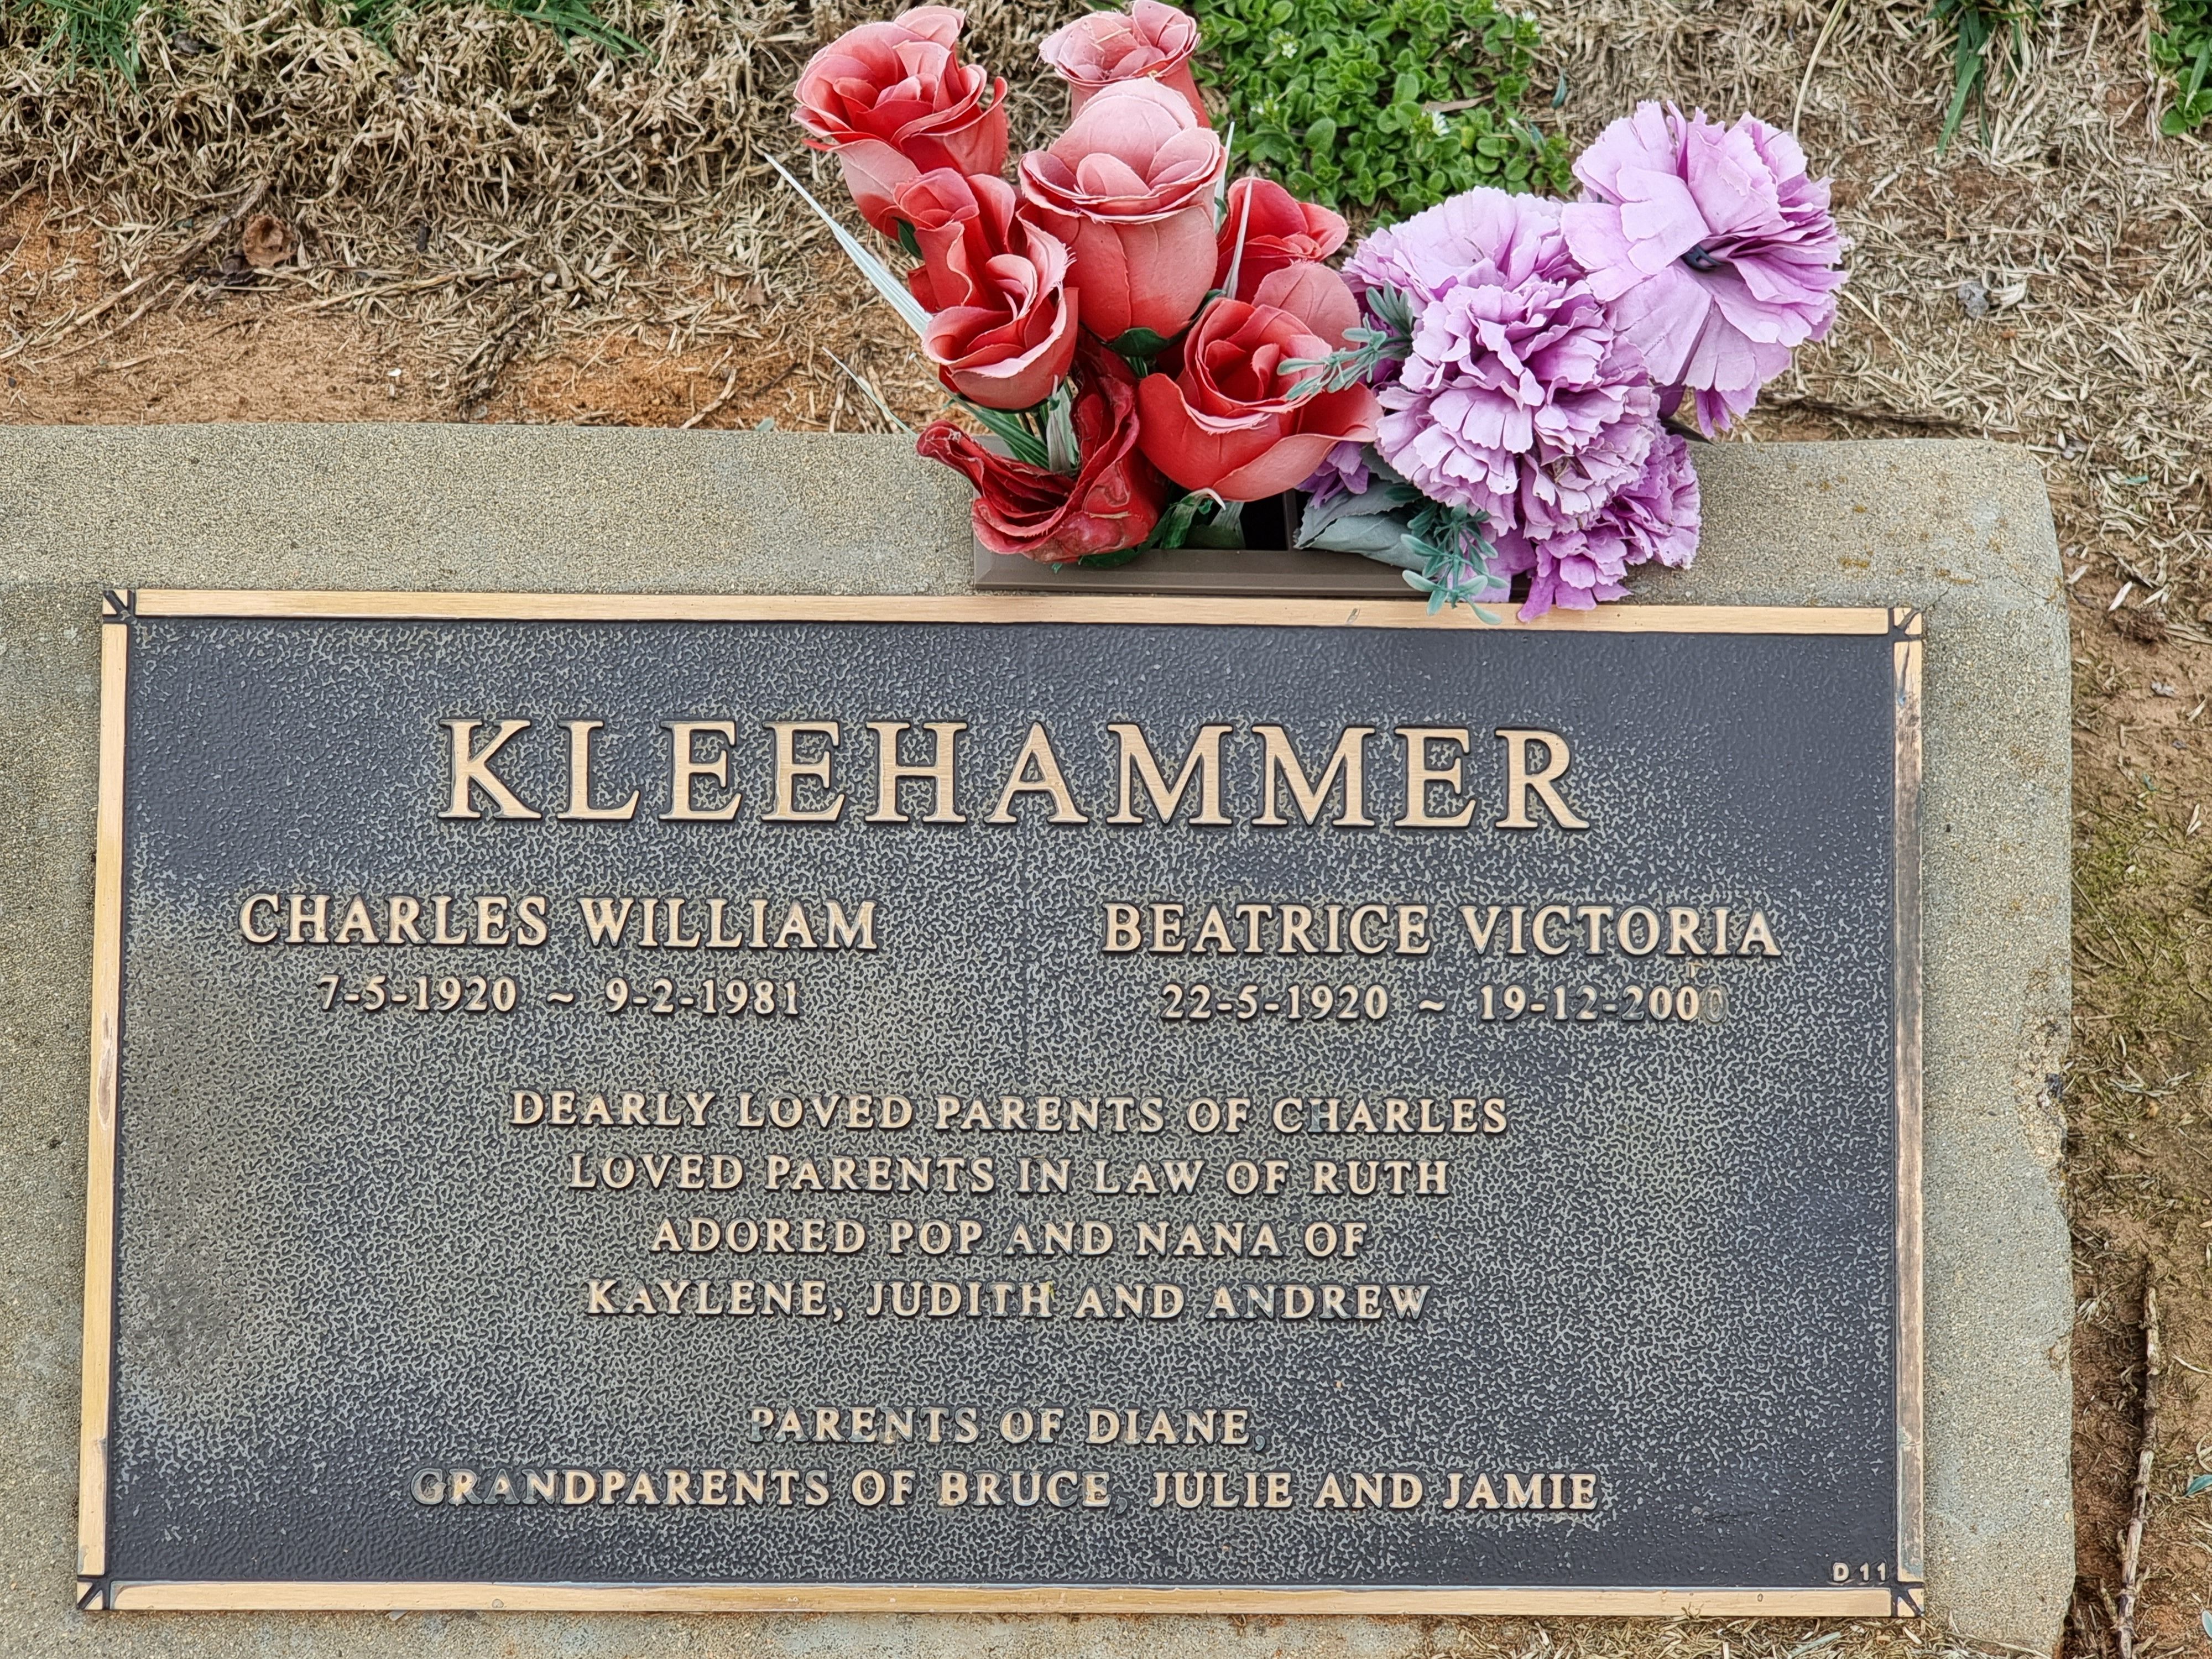 KLEEHAMMER
CHARLES WILLIAM
7-5-1920 ~ 9-2-1981
BEATRICE VICTORIA
22-5-1920 ~ 19-12-2000
DEARLY LOVED PARENTS OF CHARLES
LOVED PARENTS IN LAW OF RUTH
ADORED POP AND NANA OF
KAYLENE, JUDITH AND ANDREW
PARENTS OF DIANE,
GRANDPARENTS OF BRUCE, JULIE AND JAMIE
D 11